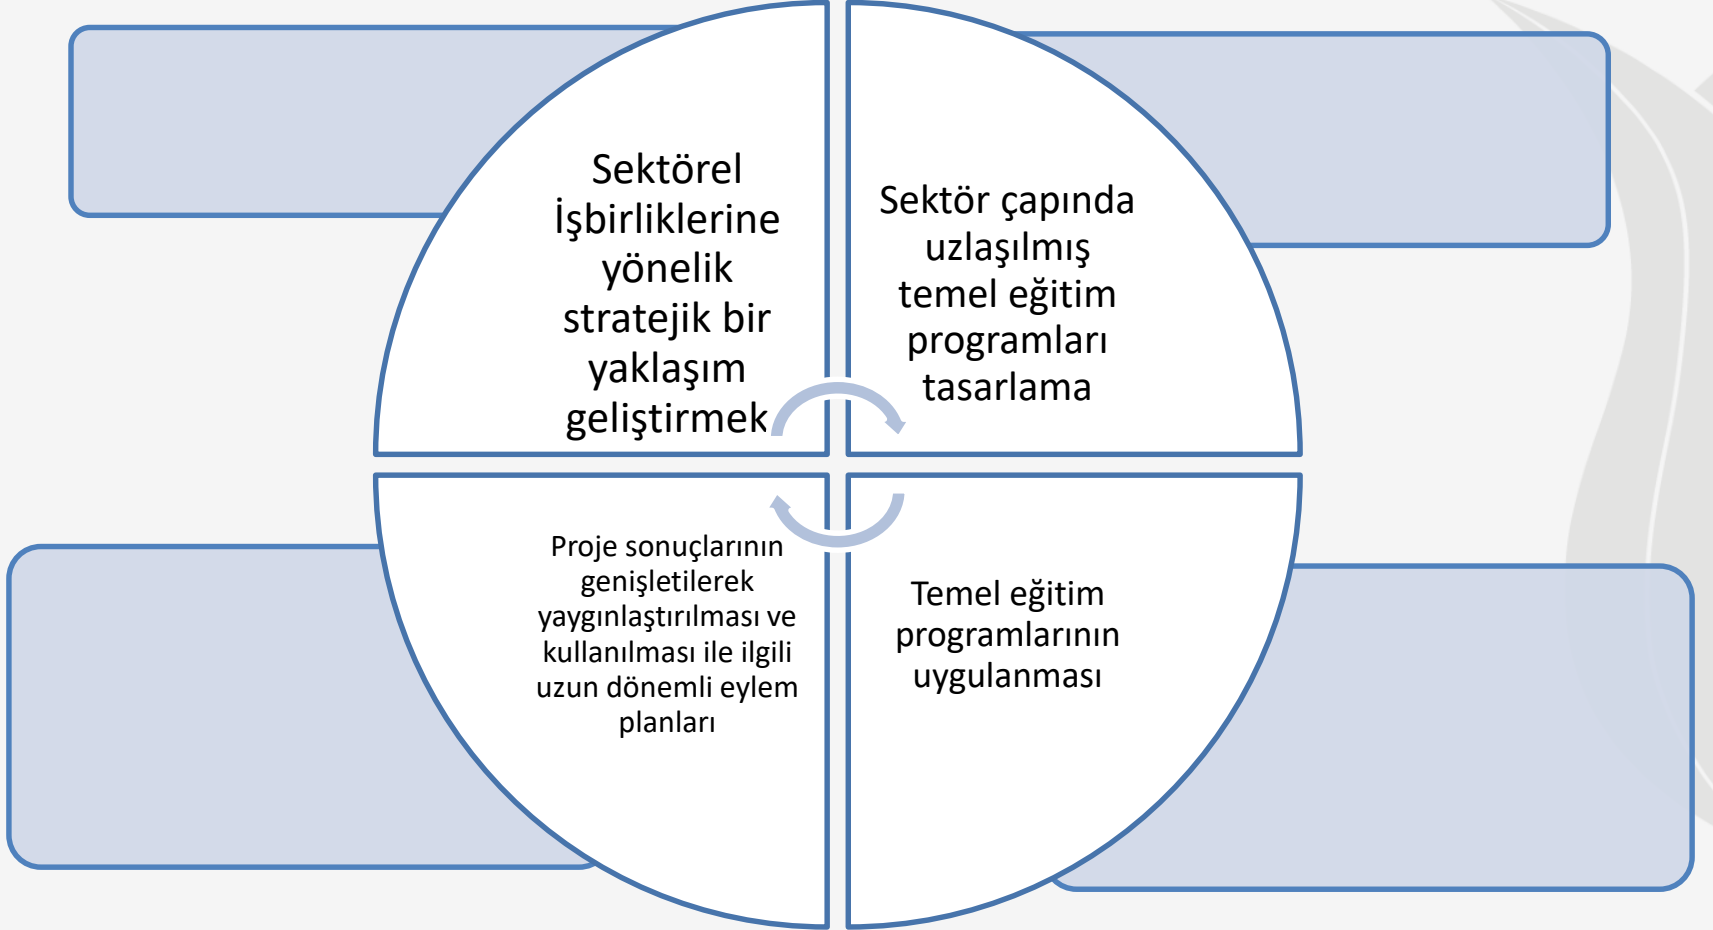 Sektörel
İşbirliklerine
yönelik
stratejik bir
yaklaşım
geliştirmek
Sektör çapında
uzlaşılmış
temel eğitim
programları
tasarlama
Proje sonuçlarının
genişletilerek
yaygınlaştırılması ve
kullanılması ile ilgili
uzun dönemli eylem
planları
Temel eğitim
programlarının
uygulanması